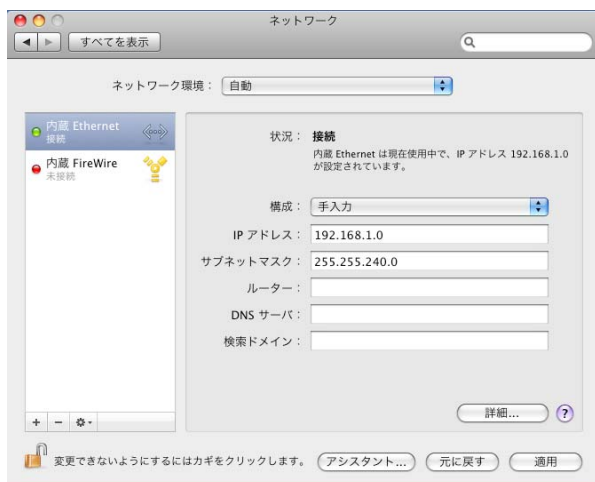 ネットワーク
すべてを表示
ネットワーク環境： 自動
内蔵 Ethernet
接続
内蔵 FireWire
未接続
状況： 接続
内蔵 Ethernet は現在使用中で、IP アドレス 192.168.1.0
が設定されています。
構成： 手入力
IP アドレス： 192.168.1.0
サブネットマスク： 255.255.240.0
ルーター：
DNS サーバ：
検索ドメイン：
詳細... ?
+ −
変更できないようにするにはカギをクリックします。 アシスタント... 元に戻す 適用